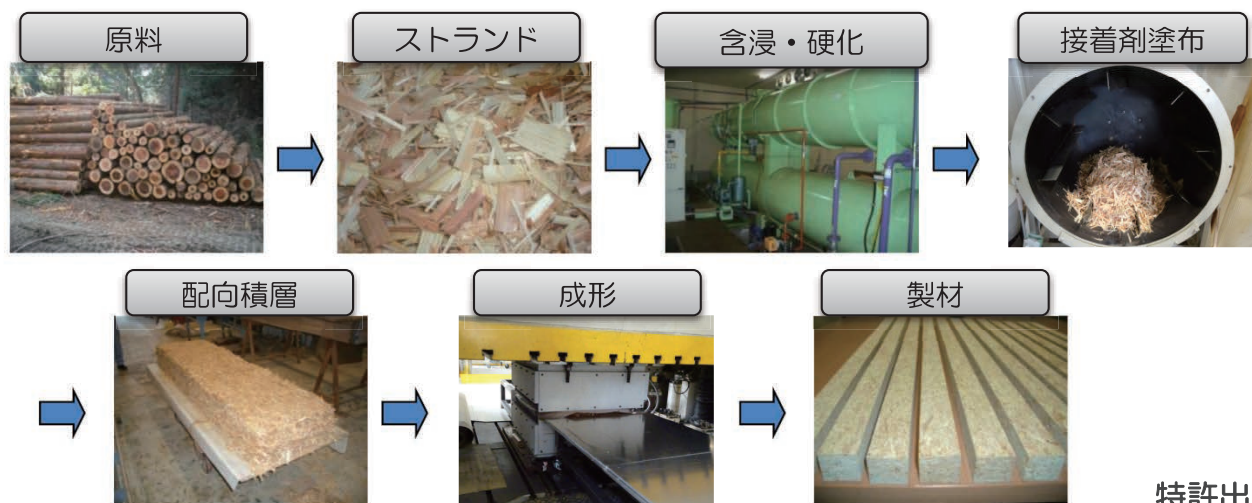 原料
ストランド
含浸・硬化
接着剤塗布
配向積層
成形
製材
特許出